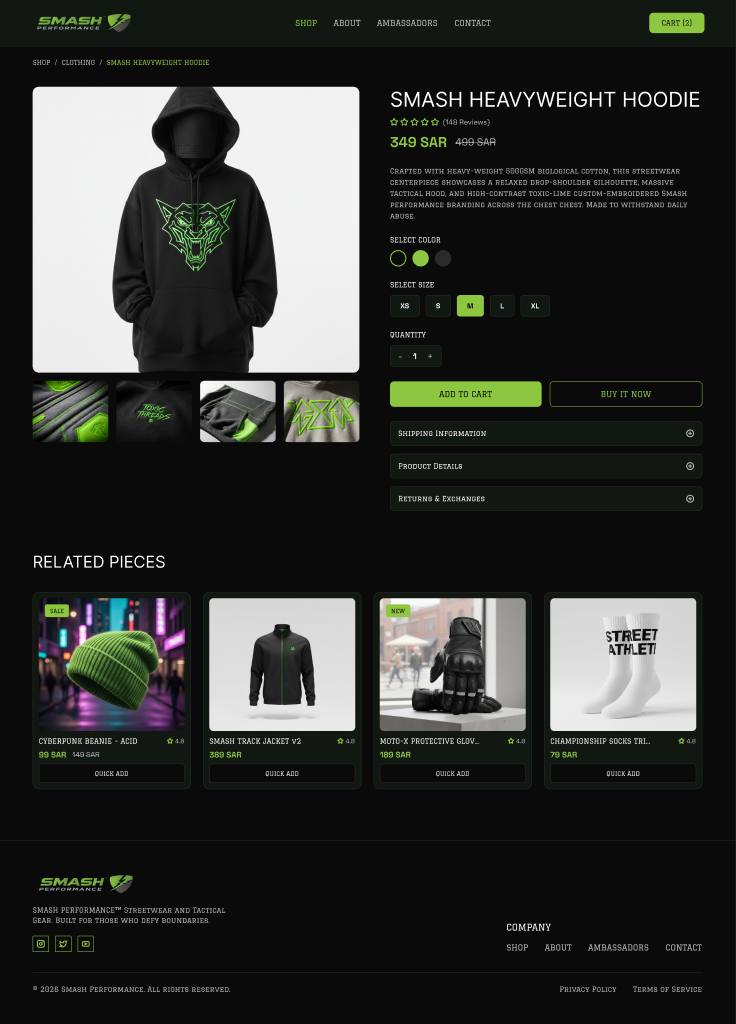 SMASH
PERFORMANCE
SHOP ABOUT AMBASSADORS CONTACT
CART (2)
SHOP / CLOTHING / SMASH HEAVYWEIGHT HOODIE
SMASH HEAVYWEIGHT HOODIE
(148 Reviews)
349 SAR 499 SAR
Crafted with heavy-weight 500GSM biological cotton, this streetwear
centerpiece showcases a relaxed drop-shoulder silhouette, massive
tactical hood, and high-contrast toxic-lime custom-embroidered Smash
performance branding across the chest chest. Made to withstand daily
abuse.
SELECT COLOR
SELECT SIZE
XS S M L XL
QUANTITY
- 1 +
ADD TO CART BUY IT NOW
TOXIC
THREADS
Shipping Information
Product Details
Returns & Exchanges
RELATED PIECES
SALE
NEW
STREET
ATHLETE
CYBERPUNK BEANIE - ACID 4.8
99 SAR 149 SAR
QUICK ADD
SMASH TRACK JACKET V2 4.8
389 SAR
QUICK ADD
MOTO-X PROTECTIVE GLOV... 4.8
189 SAR
QUICK ADD
CHAMPIONSHIP SOCKS TRI... 4.8
79 SAR
QUICK ADD
SMASH
PERFORMANCE
SMASH PERFORMANCE™ Streetwear and Tactical
Gear. Built for those who defy boundaries.
COMPANY
SHOP ABOUT AMBASSADORS CONTACT
© 2026 Smash Performance. All rights reserved.
Privacy Policy Terms of Service